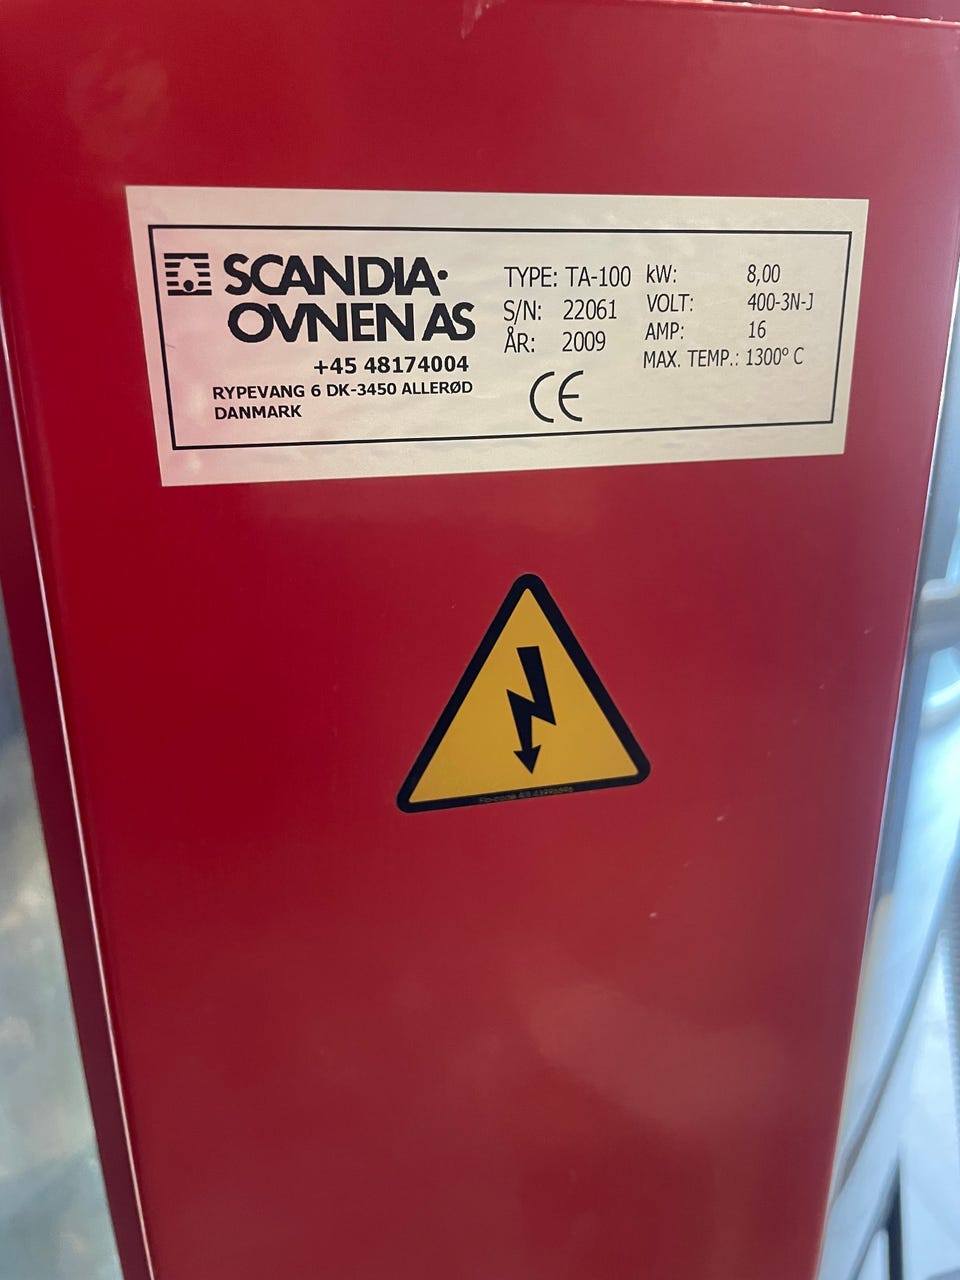 SCANDIA·
OVNEN AS
+45 48174004
RYPEVANG 6 DK-3450 ALLERØD
DANMARK
TYPE: TA-100
S/N: 22061
ÅR: 2009
CE
kW: 8,00
VOLT: 400-3N-J
AMP: 16
MAX. TEMP.: 1300° C